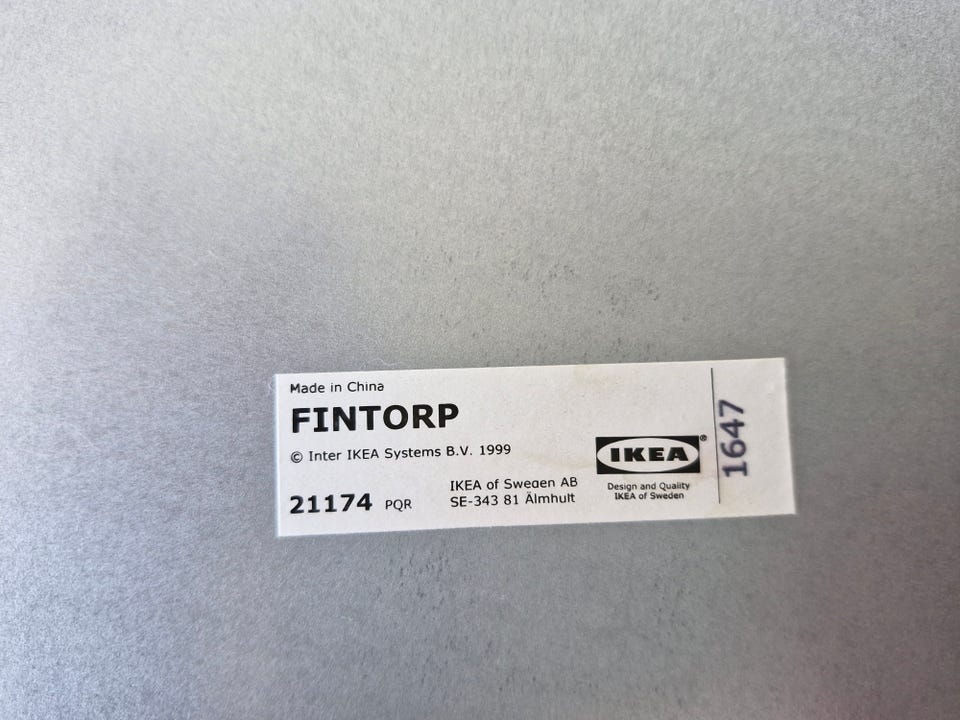 Made in China
FINTORP
© Inter IKEA Systems B.V. 1999
21174 PQR
IKEA of Sweden AB
SE-343 81 Älmhult
IKEA®
Design and Quality
IKEA of Sweden
1647